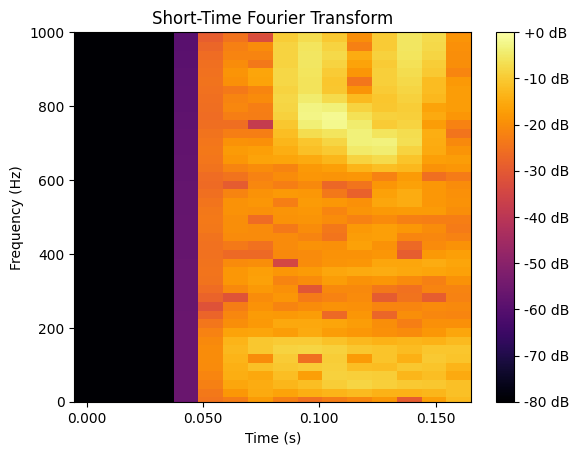 Short-Time Fourier Transform
1000
800
600
400
200
0
Frequency (Hz)
0.000
0.050
0.100
0.150
Time (s)
+0 dB
-10 dB
-20 dB
-30 dB
-40 dB
-50 dB
-60 dB
-70 dB
-80 dB